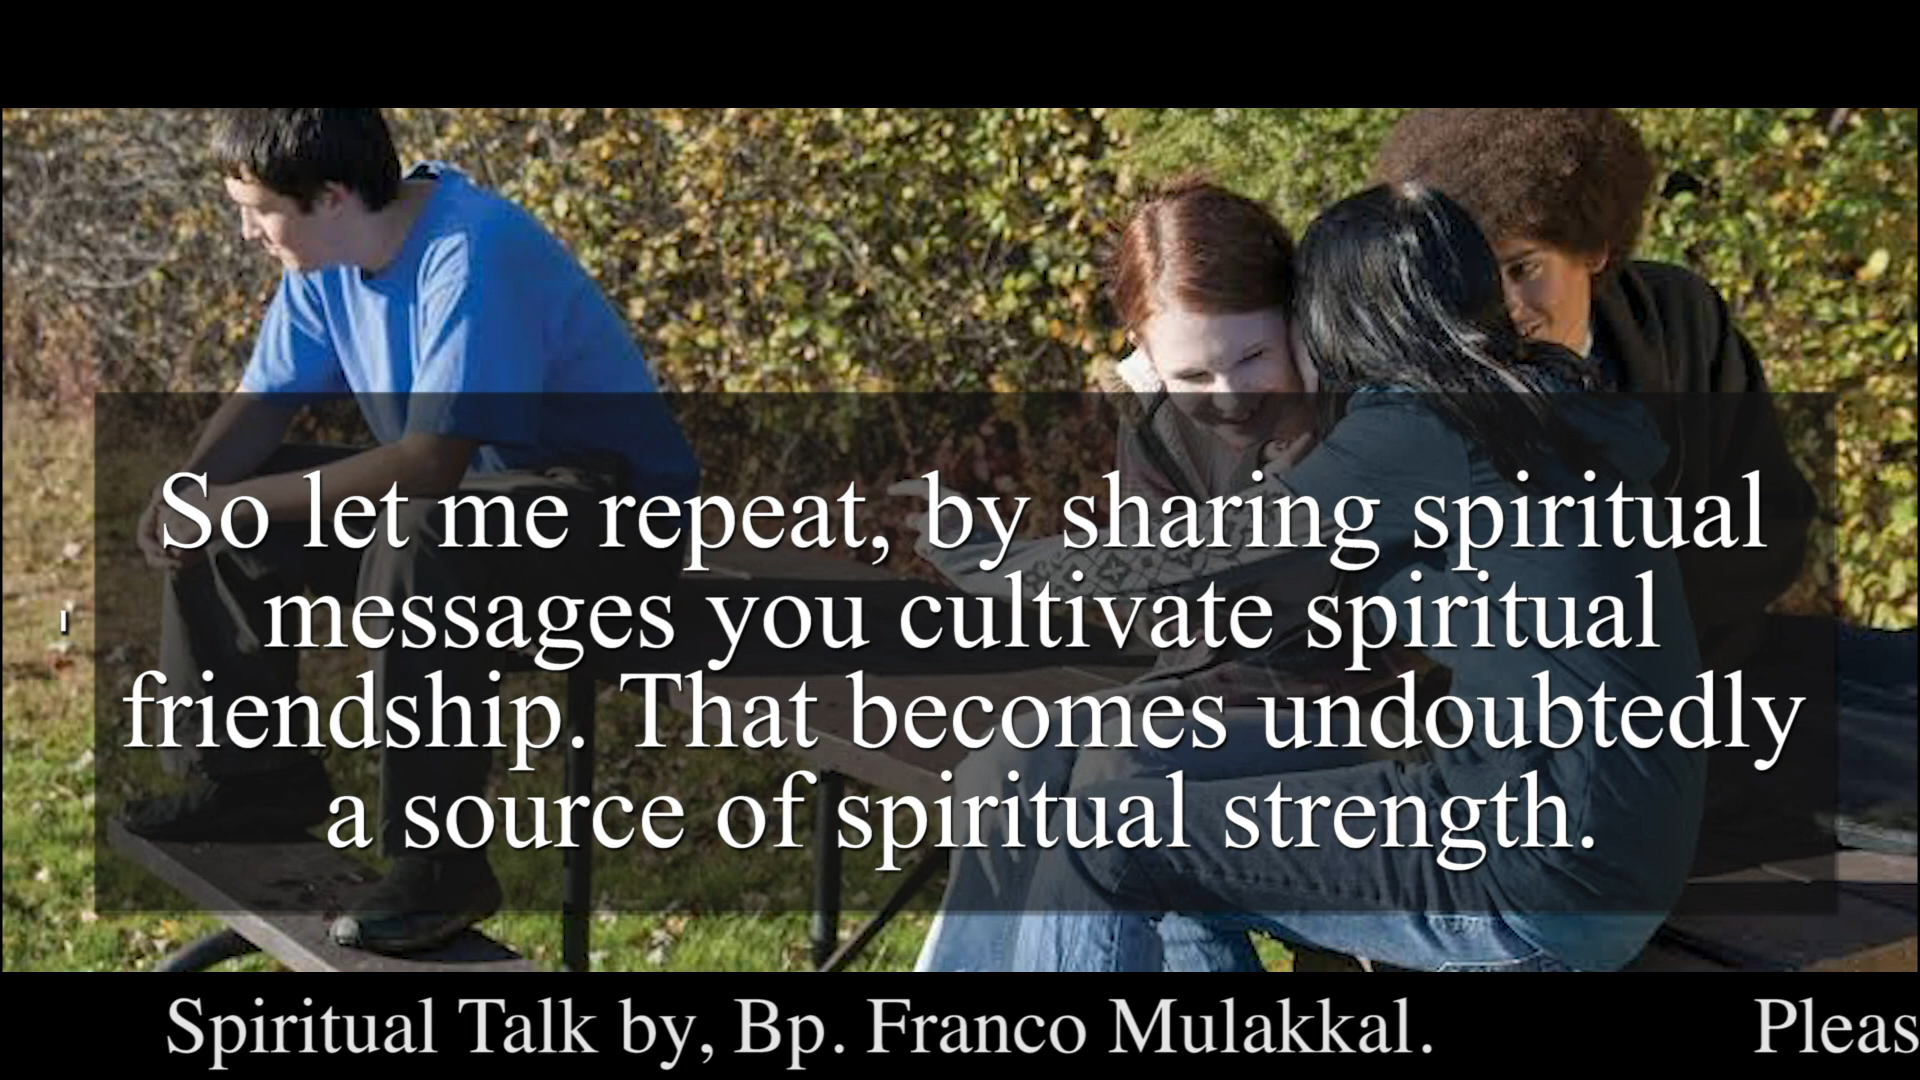 So let me repeat, by sharing spiritual
messages you cultivate spiritual
friendship. That becomes undoubtedly
a source of spiritual strength.
Spiritual Talk by, Bp. Franco Mulakkal. Pleas